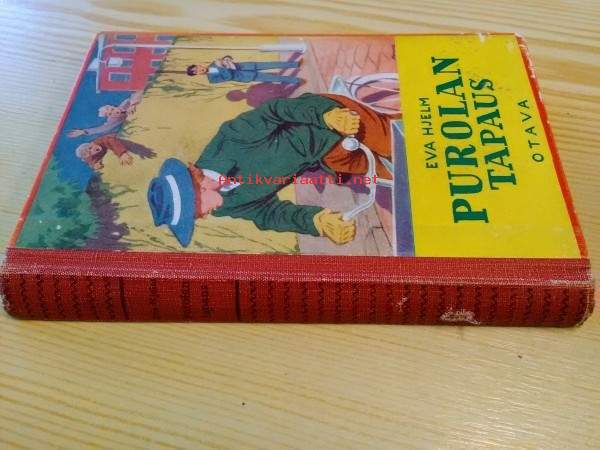 EVA HJELM
PUROLAN
TAPAUS
OTAVA
antikvariaatti.net